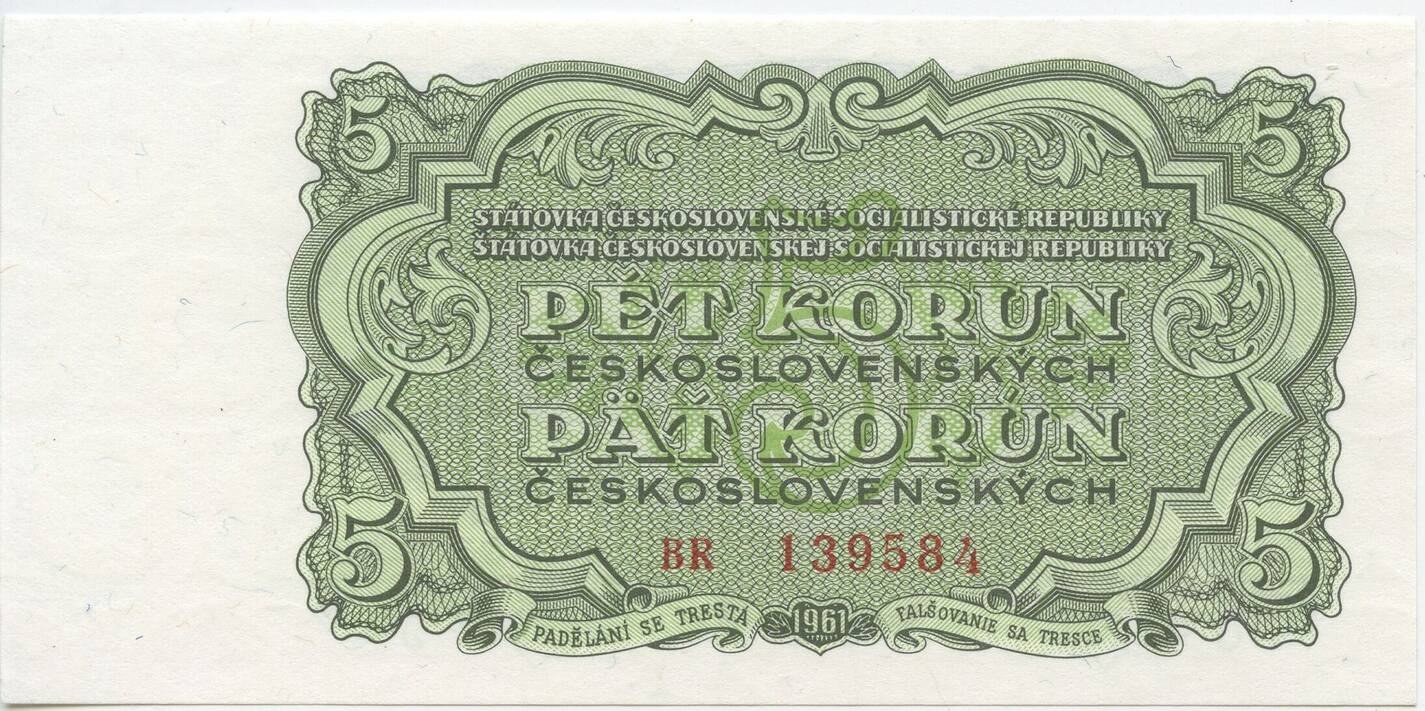 5 5
STÁTOVKA ČESKOSLOVENSKÉ SOCIALISTICKÉ REPUBLIKY
ŠTÁTOVKA ČESKOSLOVENSKEJ SOCIALISTICKEJ REPUBLIKY
PĚT KORUN
ČESKOSLOVENSKÝCH
PÄŤ KORÚN
ČESKOSLOVENSKÝCH
5 5
BR 139584
PADĚLÁNÍ SE TRESTÁ 1961 FALŠOVANIE SA TRESCE